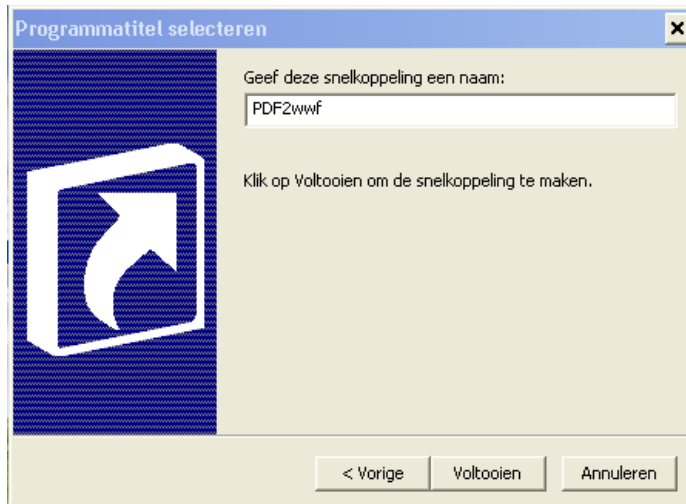 Programmatitel selecteren
Geef deze snelkoppeling een naam:
PDF2wwf
Klik op Voltooien om de snelkoppeling te maken.
< Vorige
Voltooien
Annuleren